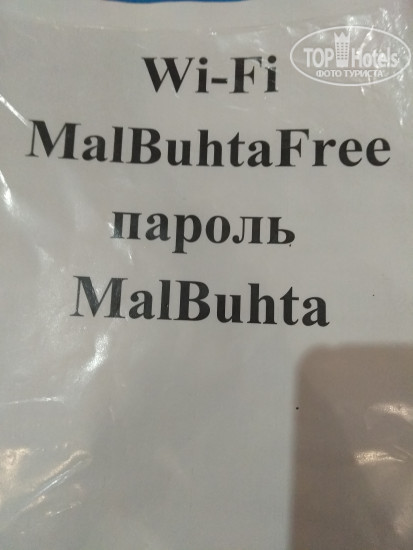 TOP Hotels
ФОТО ТУРИСТА
Wi-Fi
MalBuhtaFree
пароль
MalBuhta